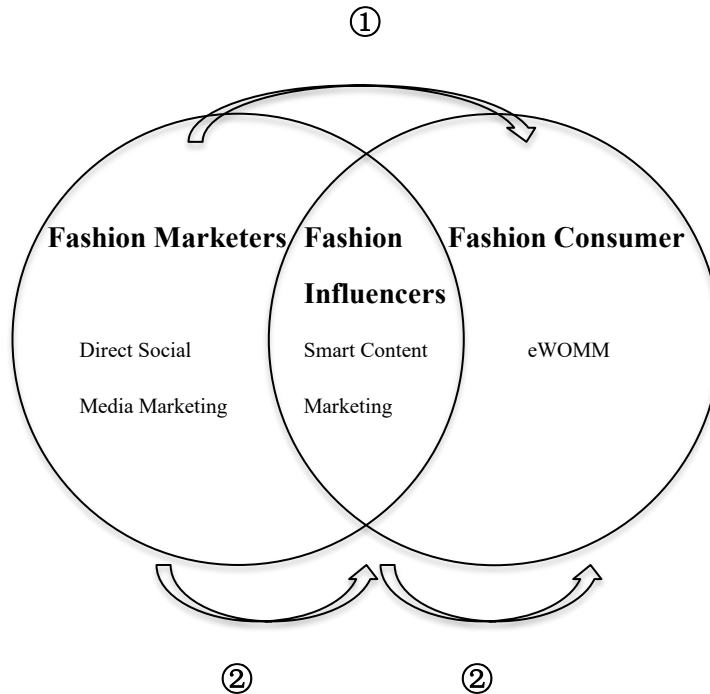 ①
Fashion Marketers
Fashion
Influencers
Fashion Consumer
Direct Social
Media Marketing
Smart Content
Marketing
eWOMM
②
②